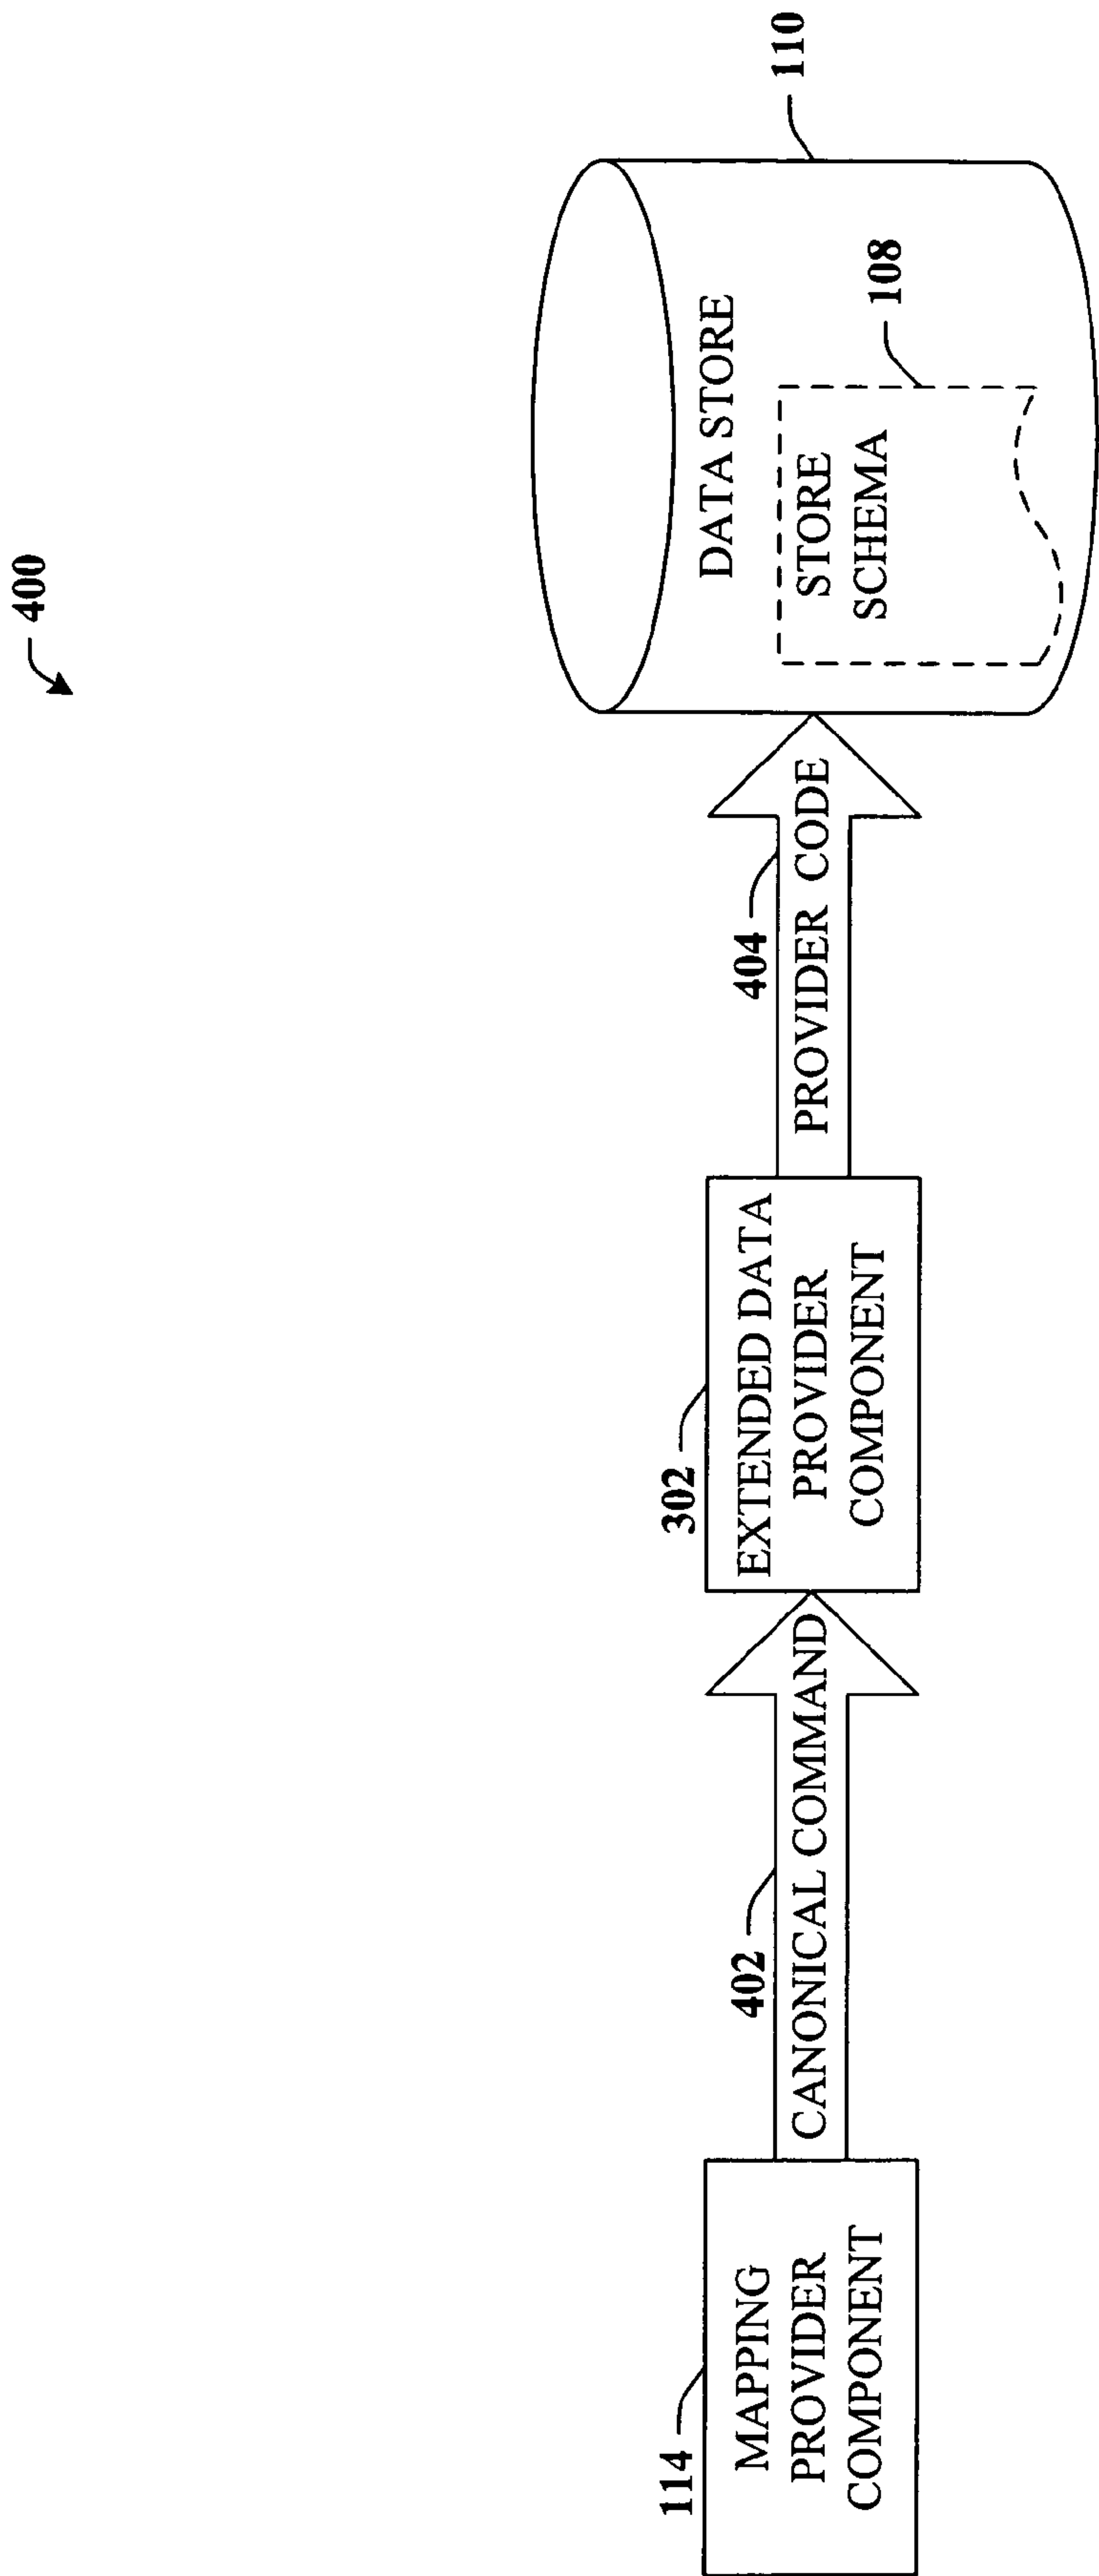 400
114
MAPPING
PROVIDER
COMPONENT
402
CANONICAL COMMAND
302
EXTENDED DATA
PROVIDER
COMPONENT
404
PROVIDER CODE
DATA STORE
STORE
SCHEMA
108
110